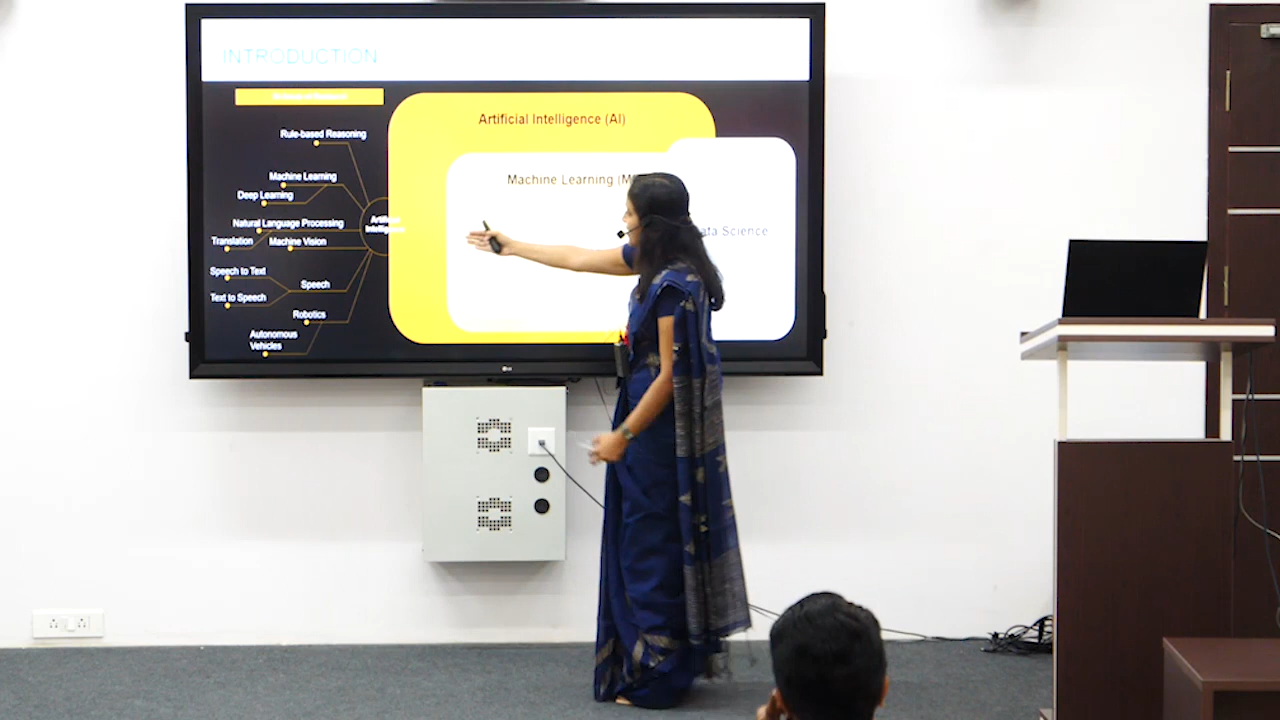 INTRODUCTION
Artificial Intelligence (AI)
Rule-based Reasoning
Machine Learning
Deep Learning
Natural Language Processing
Translation
Machine Vision
Speech to Text
Speech
Text to Speech
Robotics
Autonomous
Vehicles
Machine Learning (M
ata Science
LG